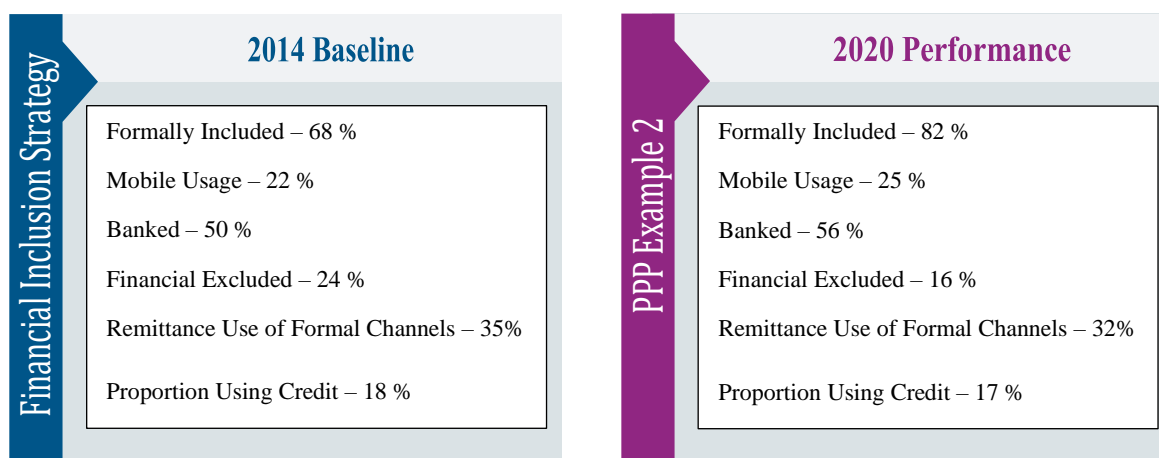 Financial Inclusion Strategy
2014 Baseline
Formally Included – 68 %
Mobile Usage – 22 %
Banked – 50 %
Financial Excluded – 24 %
Remittance Use of Formal Channels – 35%
Proportion Using Credit – 18 %
PPP Example 2
2020 Performance
Formally Included – 82 %
Mobile Usage – 25 %
Banked – 56 %
Financial Excluded – 16 %
Remittance Use of Formal Channels – 32%
Proportion Using Credit – 17 %